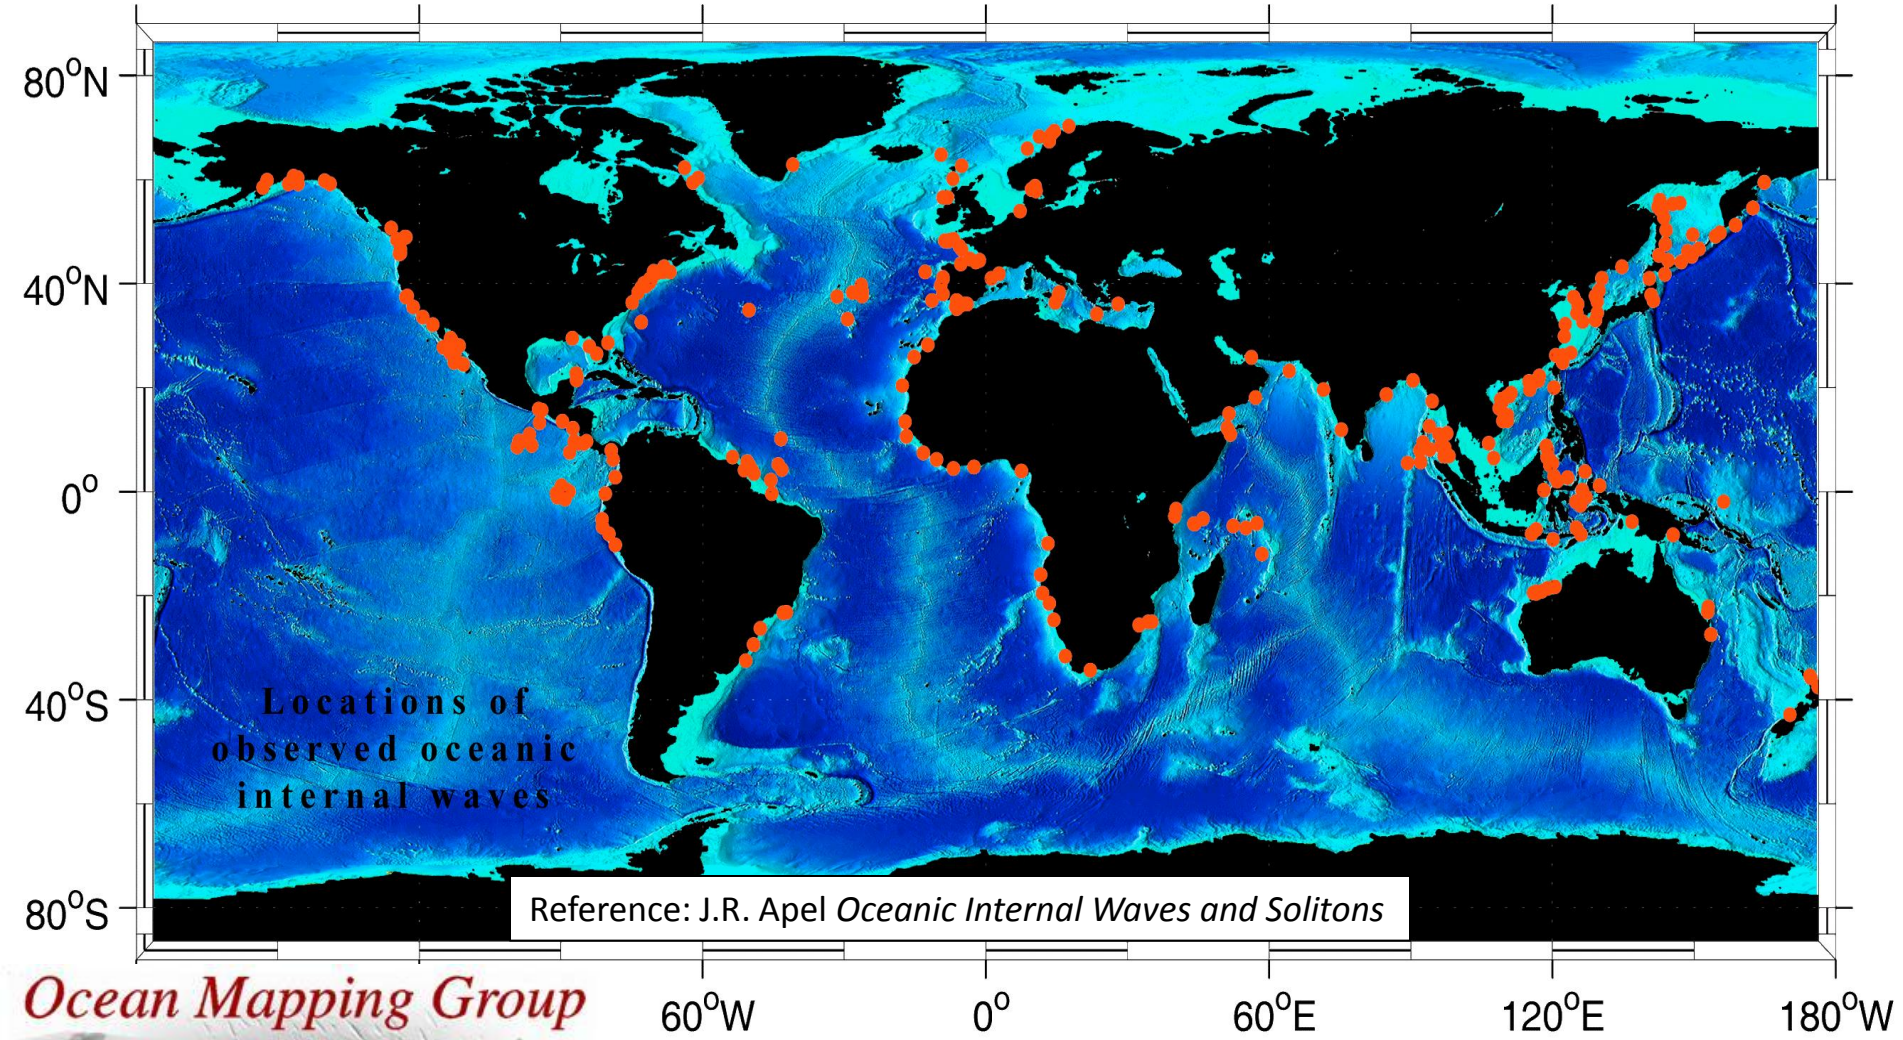 80°N
40°N
0°
40°S
80°S
Locations of
observed oceanic
internal waves
Reference: J.R. Apel Oceanic Internal Waves and Solitons
Ocean Mapping Group
60°W
0°
60°E
120°E
180°W